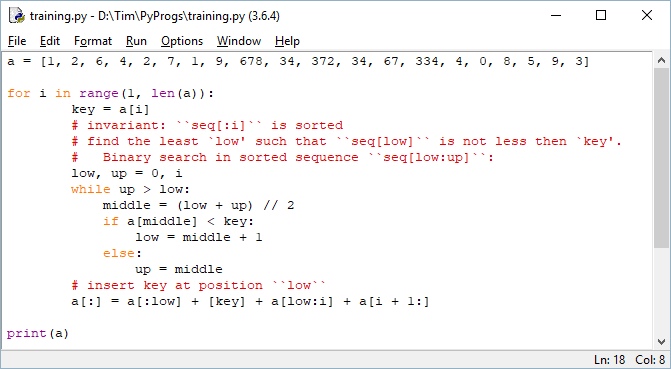 training.py - D:\Tim\PyProgs\training.py (3.6.4)
File Edit Format Run Options Window Help
a = [1, 2, 6, 4, 2, 7, 1, 9, 678, 34, 372, 34, 67, 334, 4, 0, 8, 5, 9, 3]
for i in range(1, len(a)):
        key = a[i]
        # invariant: ``seq[:i]`` is sorted
        # find the least `low' such that ``seq[low]`` is not less then `key'.
        #   Binary search in sorted sequence ``seq[low:up]``:
        low, up = 0, i
        while up > low:
            middle = (low + up) // 2
            if a[middle] < key:
                low = middle + 1
            else:
                up = middle
        # insert key at position ``low``
        a[:] = a[:low] + [key] + a[low:i] + a[i + 1:]
print(a)
Ln: 18 Col: 8